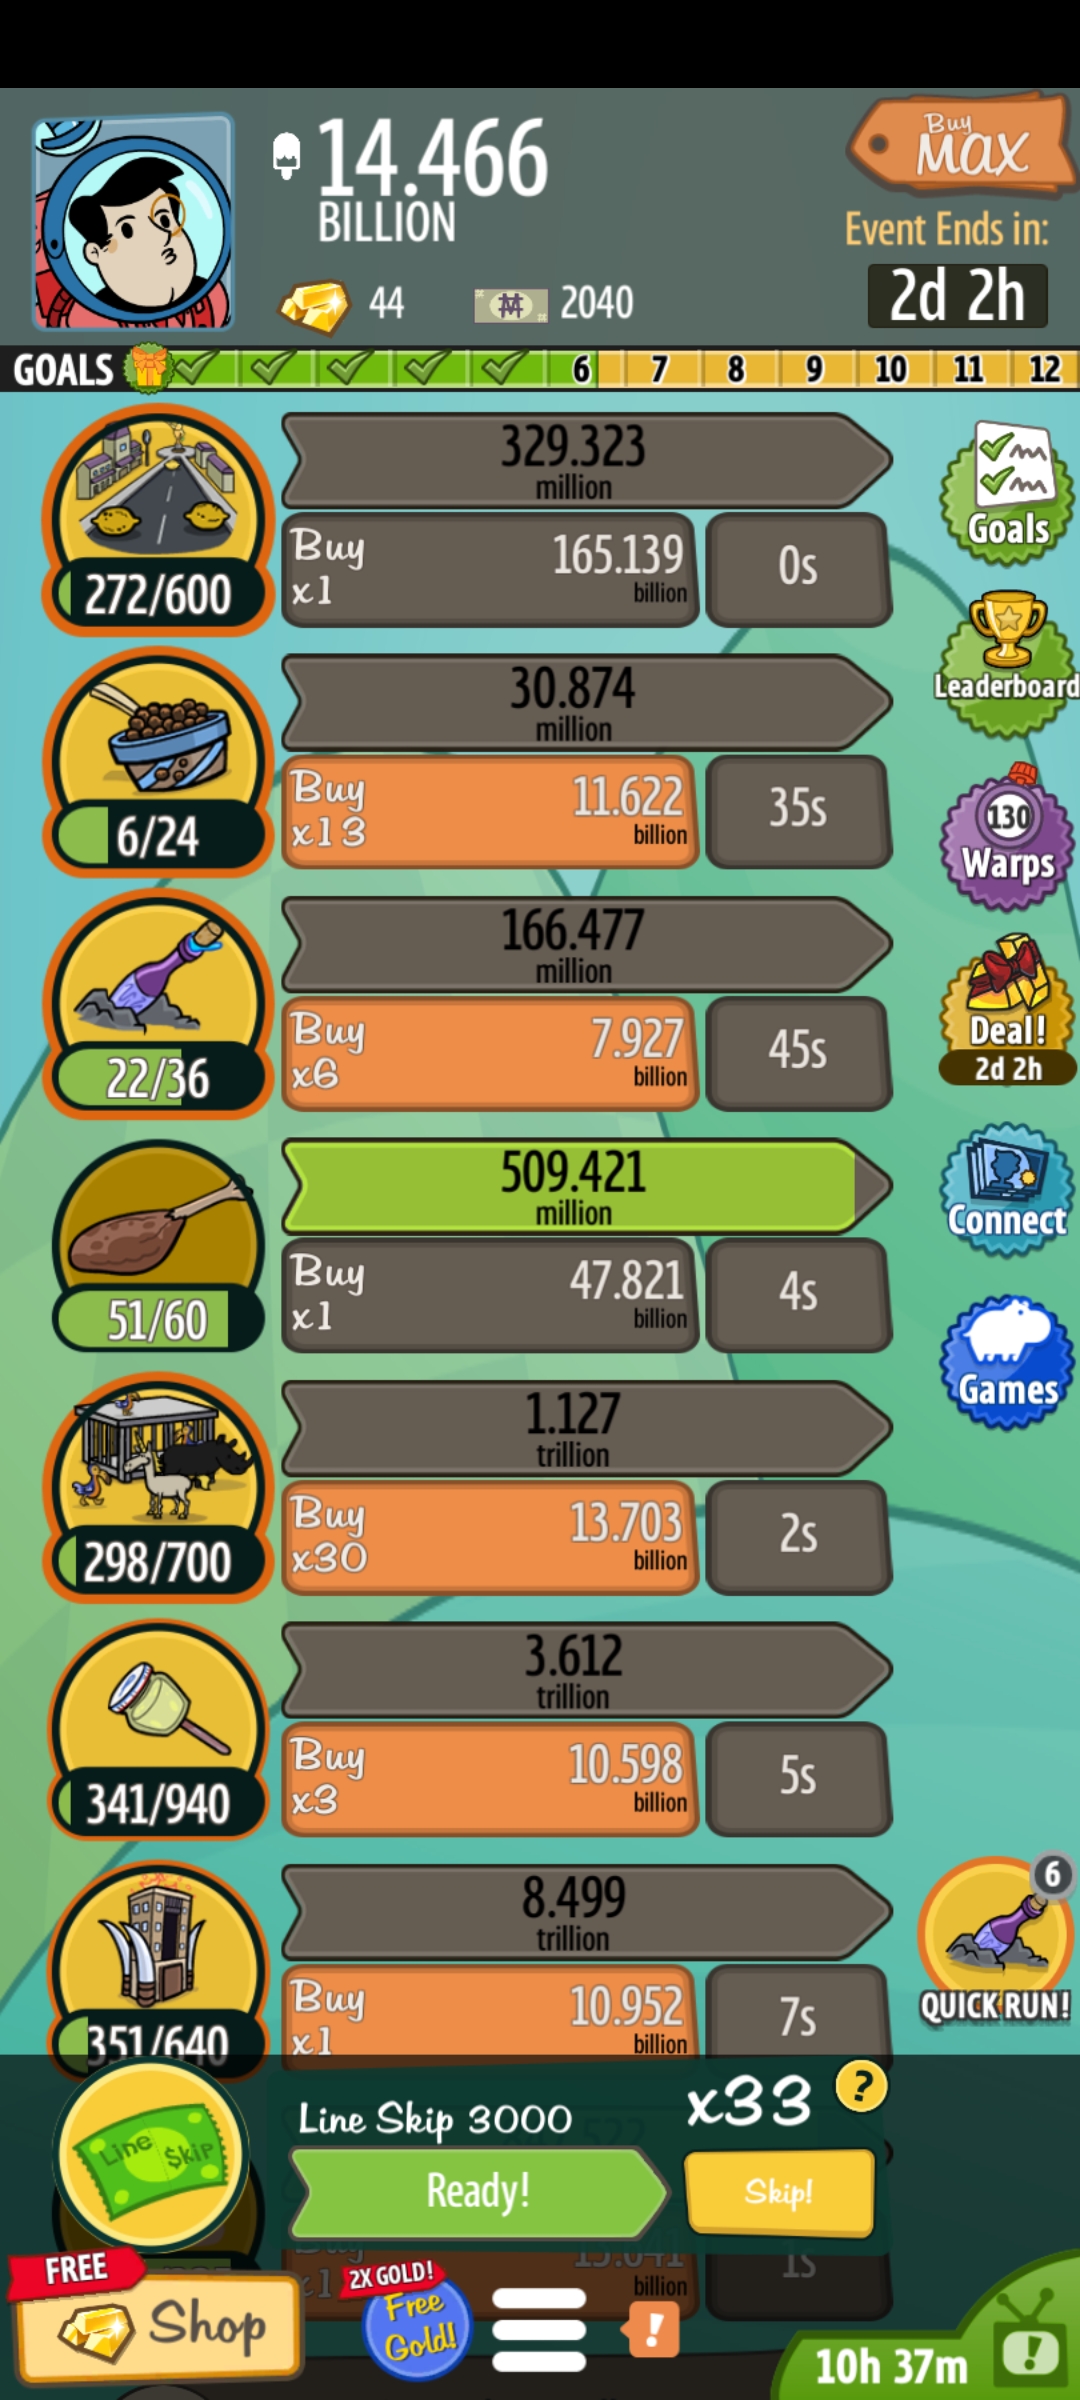 14.466
BILLION
Buy
MAX
Event Ends in:
2d 2h
44
2040
GOALS
6 7 8 9 10 11 12
329.323
million
272/600
Buy
x1
165.139
billion
0s
Goals
30.874
million
6/24
Buy
x13
11.622
billion
35s
Leaderboard
166.477
million
22/36
Buy
x6
7.927
billion
45s
130
Warps
Deal!
2d 2h
509.421
million
51/60
Buy
x1
47.821
billion
4s
Connect
Games
1.127
trillion
298/700
Buy
x30
13.703
billion
2s
3.612
trillion
341/940
Buy
x3
10.598
billion
5s
8.499
trillion
351/640
Buy
x1
10.952
billion
7s
6
QUICK RUN!
Line Skip
Line Skip 3000
x33
?
Ready!
Skip!
Buy
x1
billion
1s
FREE
Shop
2X GOLD!
Free
Gold!
!
10h 37m
!